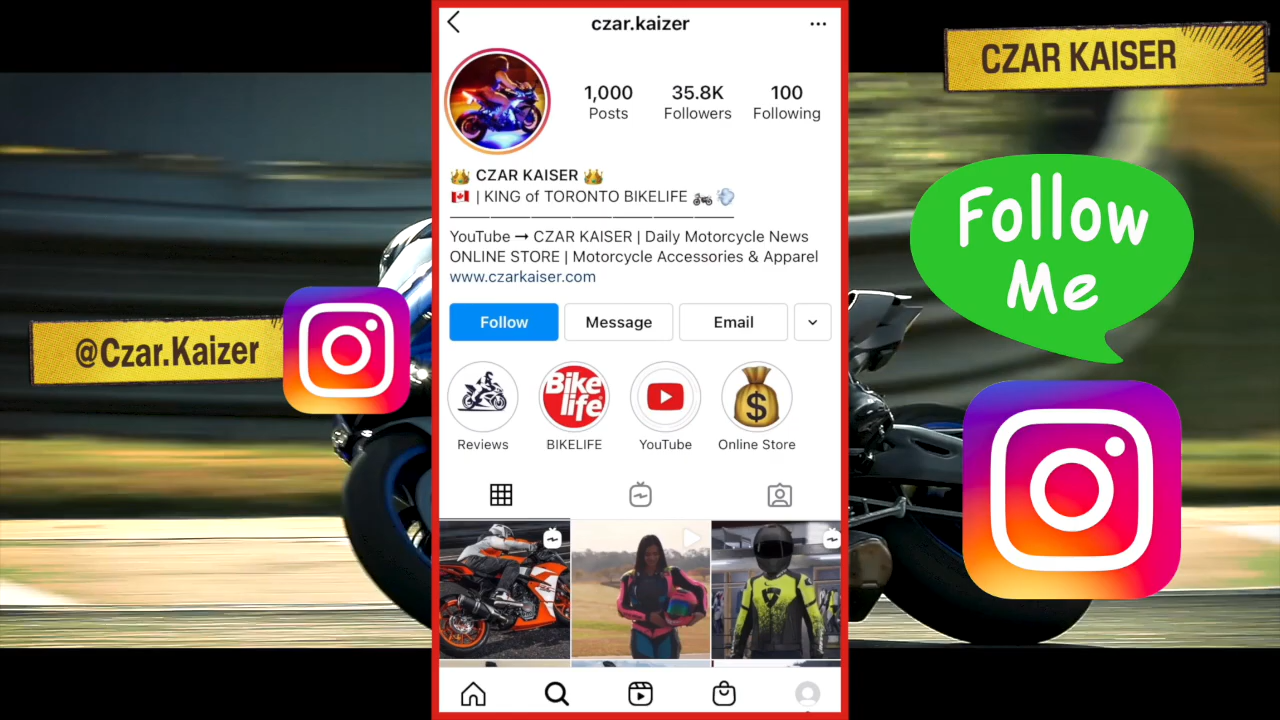 czar.kaizer
1,000 35.8K 100
Posts Followers Following
👑 CZAR KAISER 👑
🇨🇦 | KING of TORONTO BIKELIFE 🏍️💨
YouTube → CZAR KAISER | Daily Motorcycle News
ONLINE STORE | Motorcycle Accessories & Apparel
www.czarkaiser.com
Follow Message Email
Bike
life
Reviews BIKELIFE YouTube Online Store
@Czar.Kaizer
CZAR KAISER
Follow
Me